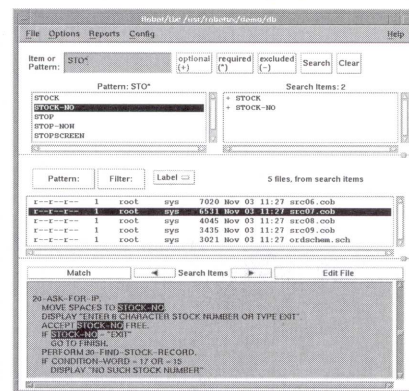 Robot/Lite /usr/robotus/demo/db
File Options Reports Config Help
Item or Pattern: STO*
optional (+) required (*) excluded (-) Search Clear
Pattern: STO* Search Items: 2
STOCK
STOCK-NO
STOP
STOP-NOW
STOPSCREEN
+ STOCK
+ STOCK-NO
Pattern: Filter: Label 5 files, from search items
r--r--r-- 1 root sys 7020 Nov 03 11:27 src06.cob
r--r--r-- 1 root sys 6531 Nov 03 11:27 src07.cob
r--r--r-- 1 root sys 4045 Nov 03 11:27 src08.cob
r--r--r-- 1 root sys 3435 Nov 03 11:27 src09.cob
r--r--r-- 1 root sys 3021 Nov 03 11:27 ordschem.sch
Match Search Items Edit File
20-ASK-FOR-IP.
MOVE SPACES TO STOCK-NO.
DISPLAY "ENTER 6 CHARACTER STOCK NUMBER OR TYPE EXIT".
ACCEPT STOCK-NO FREE.
IF STOCK-NO = "EXIT"
GO TO FINISH.
PERFORM 30-FIND-STOCK-RECORD.
IF CONDITION-WORD = 17 OR = 15
DISPLAY "NO SUCH STOCK NUMBER"